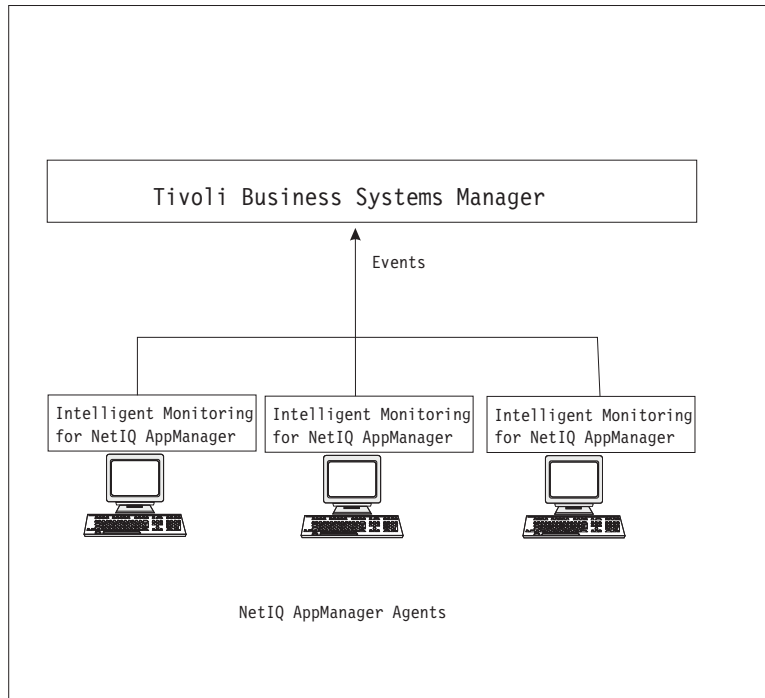 Tivoli Business Systems Manager
Events
Intelligent Monitoring
for NetIQ AppManager
Intelligent Monitoring
for NetIQ AppManager
Intelligent Monitoring
for NetIQ AppManager
NetIQ AppManager Agents